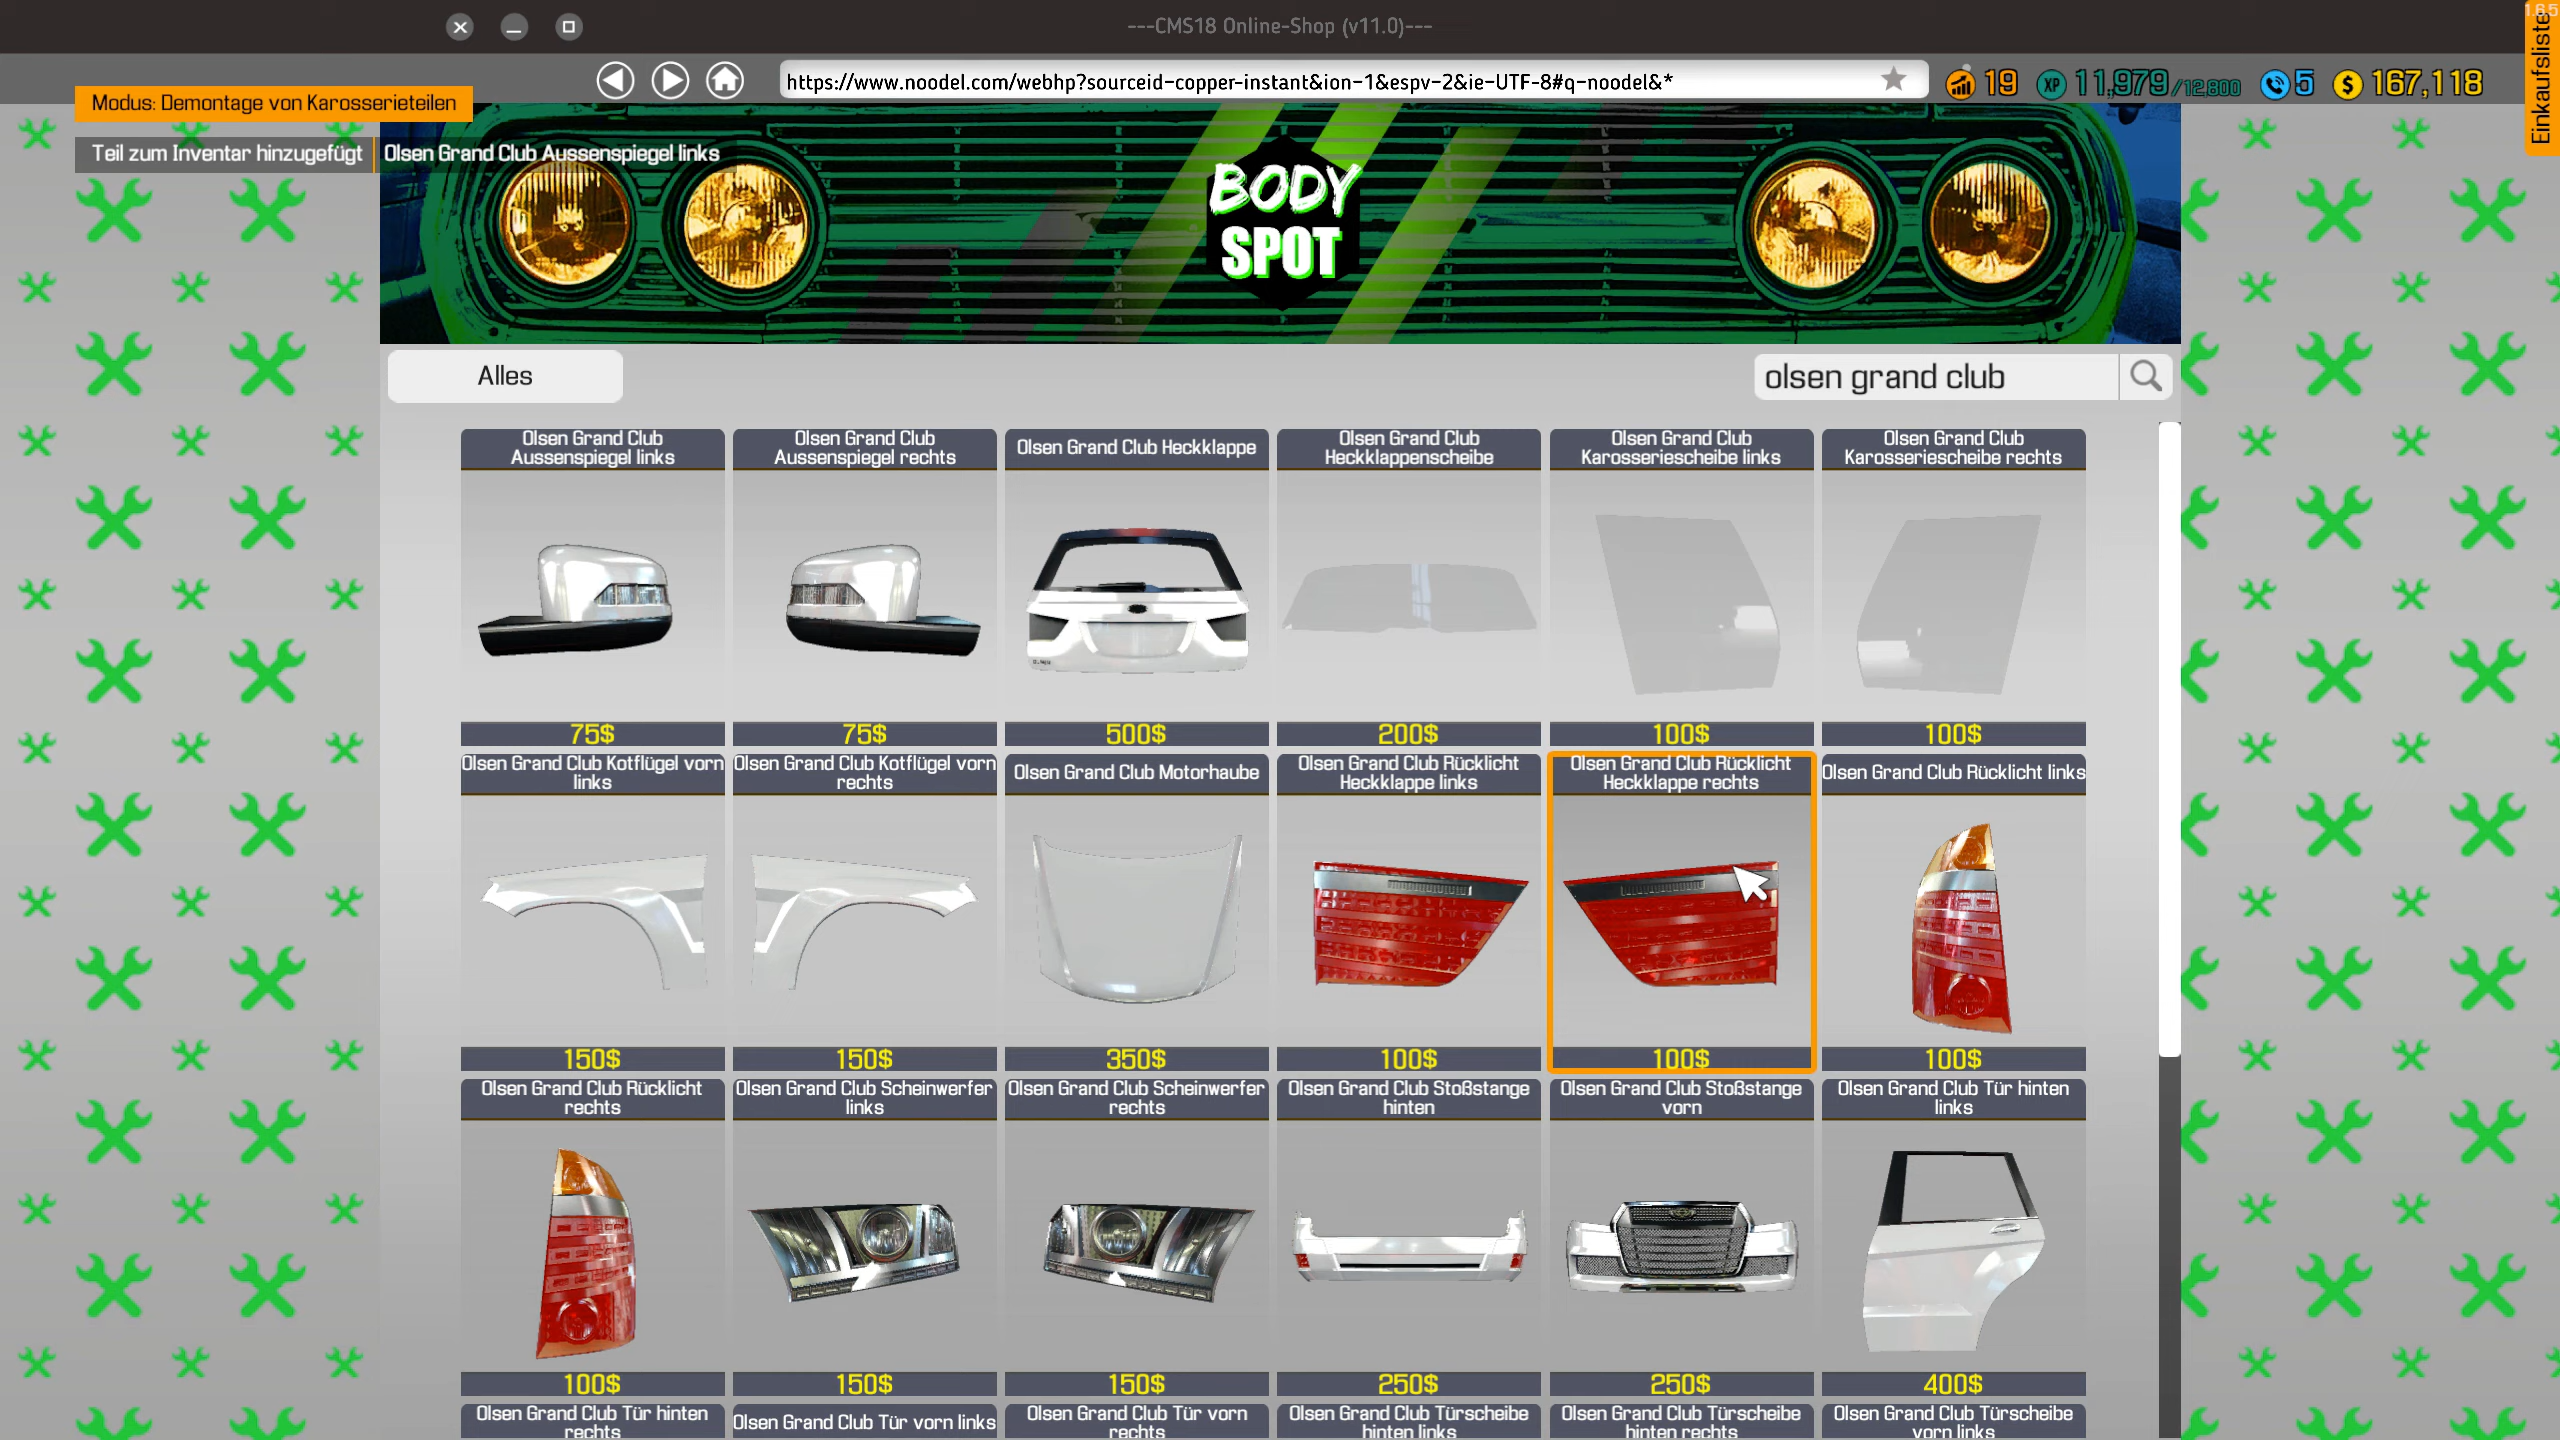 ---CMS18 Online-Shop (v11.0)---
1.6.5
Einkaufsliste
https://www.noodel.com/webhp?sourceid-copper-instant&ion-1&espv-2&ie-UTF-8#q-noodel&*
19 XP 11,979/12,800 5 $ 167,118
Modus: Demontage von Karosserieteilen
Teil zum Inventar hinzugefügt Olsen Grand Club Aussenspiegel links
BODY
SPOT
Alles
olsen grand club
Olsen Grand Club
Aussenspiegel links
Olsen Grand Club
Aussenspiegel rechts
Olsen Grand Club Heckklappe
Olsen Grand Club
Heckklappenscheibe
Olsen Grand Club
Karosseriescheibe links
Olsen Grand Club
Karosseriescheibe rechts
75$
75$
500$
200$
100$
100$
Olsen Grand Club Kotflügel vorn
links
Olsen Grand Club Kotflügel vorn
rechts
Olsen Grand Club Motorhaube
Olsen Grand Club Rücklicht
Heckklappe links
Olsen Grand Club Rücklicht
Heckklappe rechts
Olsen Grand Club Rücklicht links
150$
150$
350$
100$
100$
100$
Olsen Grand Club Rücklicht
rechts
Olsen Grand Club Scheinwerfer
links
Olsen Grand Club Scheinwerfer
rechts
Olsen Grand Club Stoßstange
hinten
Olsen Grand Club Stoßstange
vorn
Olsen Grand Club Tür hinten
links
100$
150$
150$
250$
250$
400$
Olsen Grand Club Tür hinten
rechts
Olsen Grand Club Tür vorn links
Olsen Grand Club Tür vorn
rechts
Olsen Grand Club Türscheibe
hinten links
Olsen Grand Club Türscheibe
hinten rechts
Olsen Grand Club Türscheibe
vorn links